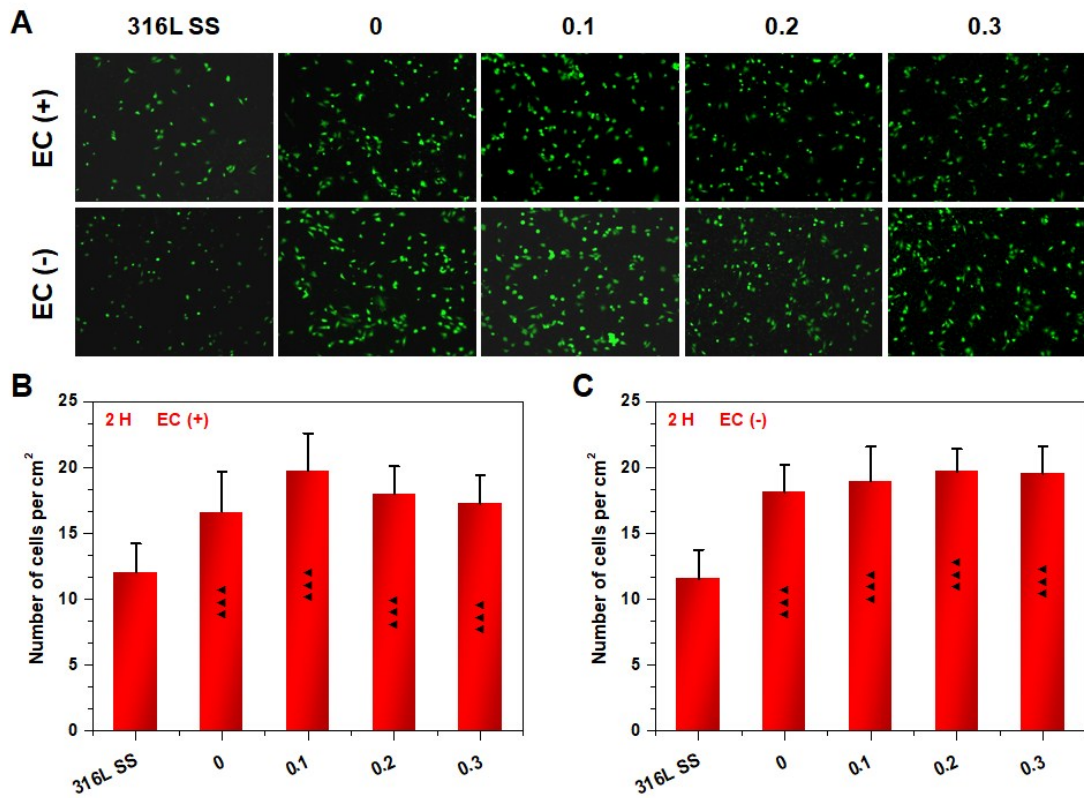 A
316L SS 0 0.1 0.2 0.3
EC (+)
EC (-)
B
25
20
15
10
5
0
Number of cells per cm²
2 H EC (+)
316L SS 0 0.1 0.2 0.3
C
25
20
15
10
5
0
Number of cells per cm²
2 H EC (-)
316L SS 0 0.1 0.2 0.3